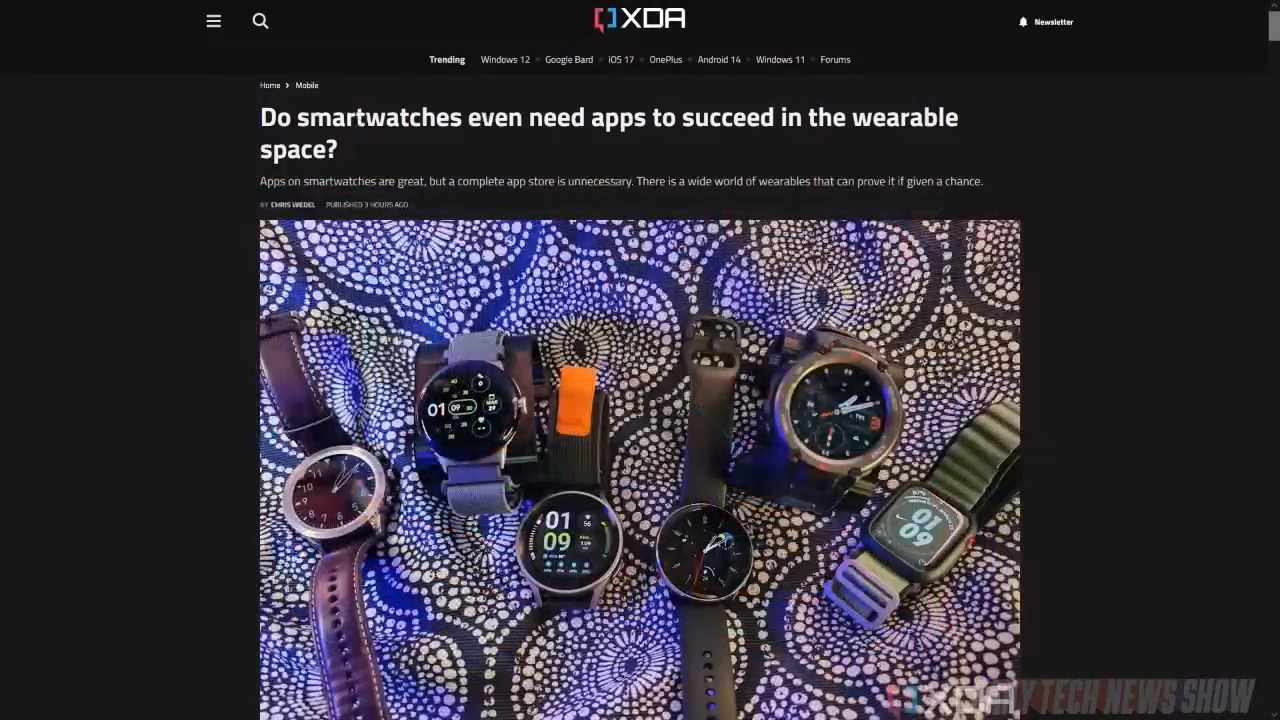 XDA
Newsletter
Trending Windows 12 Google Bard iOS 17 OnePlus Android 14 Windows 11 Forums
Home > Mobile
Do smartwatches even need apps to succeed in the wearable
space?
Apps on smartwatches are great, but a complete app store is unnecessary. There is a wide world of wearables that can prove it if given a chance.
BY CHRIS WEDEL PUBLISHED 3 HOURS AGO
01
09
01
09
56
01
09
XDA
Y TECH NEWS SHOW